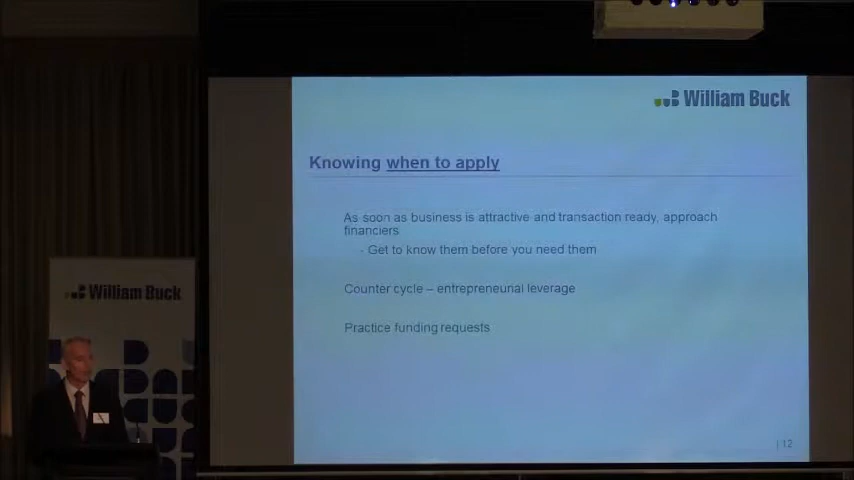 William Buck
Knowing when to apply
As soon as business is attractive and transaction ready, approach
financiers
- Get to know them before you need them
Counter cycle – entrepreneurial leverage
Practice funding requests
| 12
William Buck